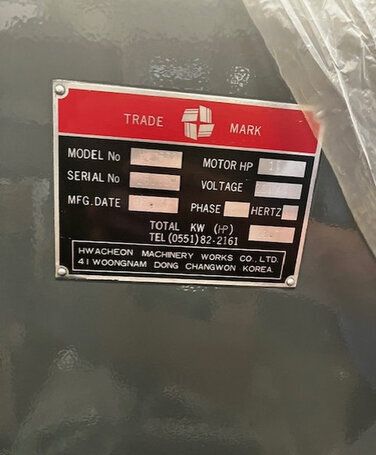 TRADE MARK
MODEL No MOTOR HP
SERIAL No VOLTAGE
MFG. DATE PHASE HERTZ
TOTAL KW (HP)
TEL (0551) 82-2161
HWACHEON MACHINERY WORKS CO., LTD.
41 WOONGNAM DONG CHANGWON KOREA.